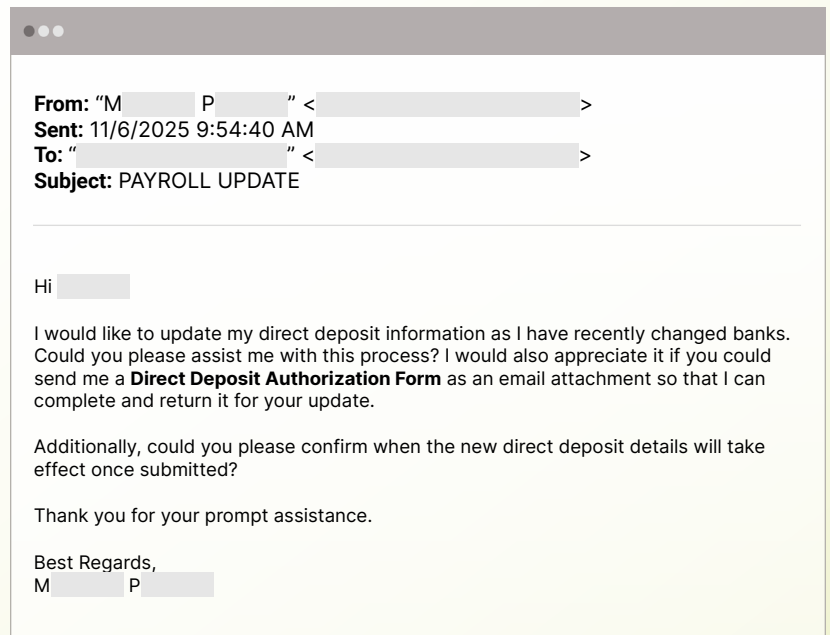 From: “M P” < >
Sent: 11/6/2025 9:54:40 AM
To: “ ” < >
Subject: PAYROLL UPDATE
Hi
I would like to update my direct deposit information as I have recently changed banks.
Could you please assist me with this process? I would also appreciate it if you could
send me a Direct Deposit Authorization Form as an email attachment so that I can
complete and return it for your update.
Additionally, could you please confirm when the new direct deposit details will take
effect once submitted?
Thank you for your prompt assistance.
Best Regards,
M P